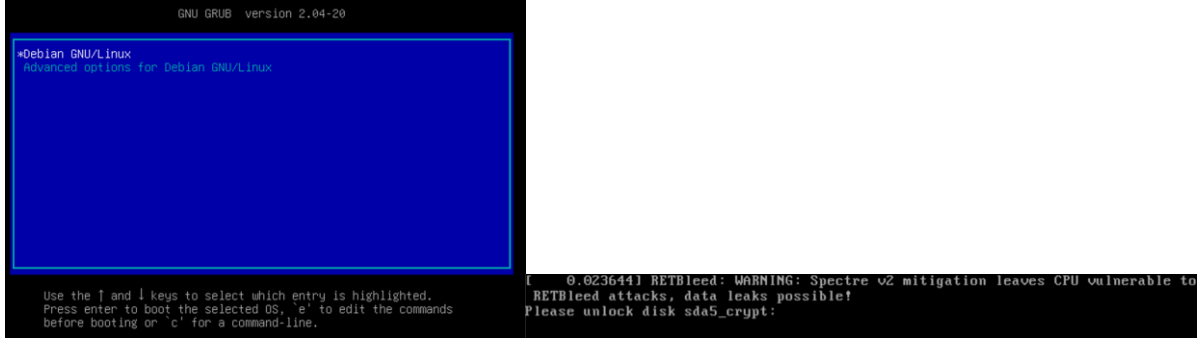 GNU GRUB  version 2.04-20
*Debian GNU/Linux
Advanced options for Debian GNU/Linux
Use the ↑ and ↓ keys to select which entry is highlighted.
Press enter to boot the selected OS, `e' to edit the commands
before booting or `c' for a command-line.
[    0.023644] RETBleed: WARNING: Spectre v2 mitigation leaves CPU vulnerable to
RETBleed attacks, data leaks possible!
Please unlock disk sda5_crypt: